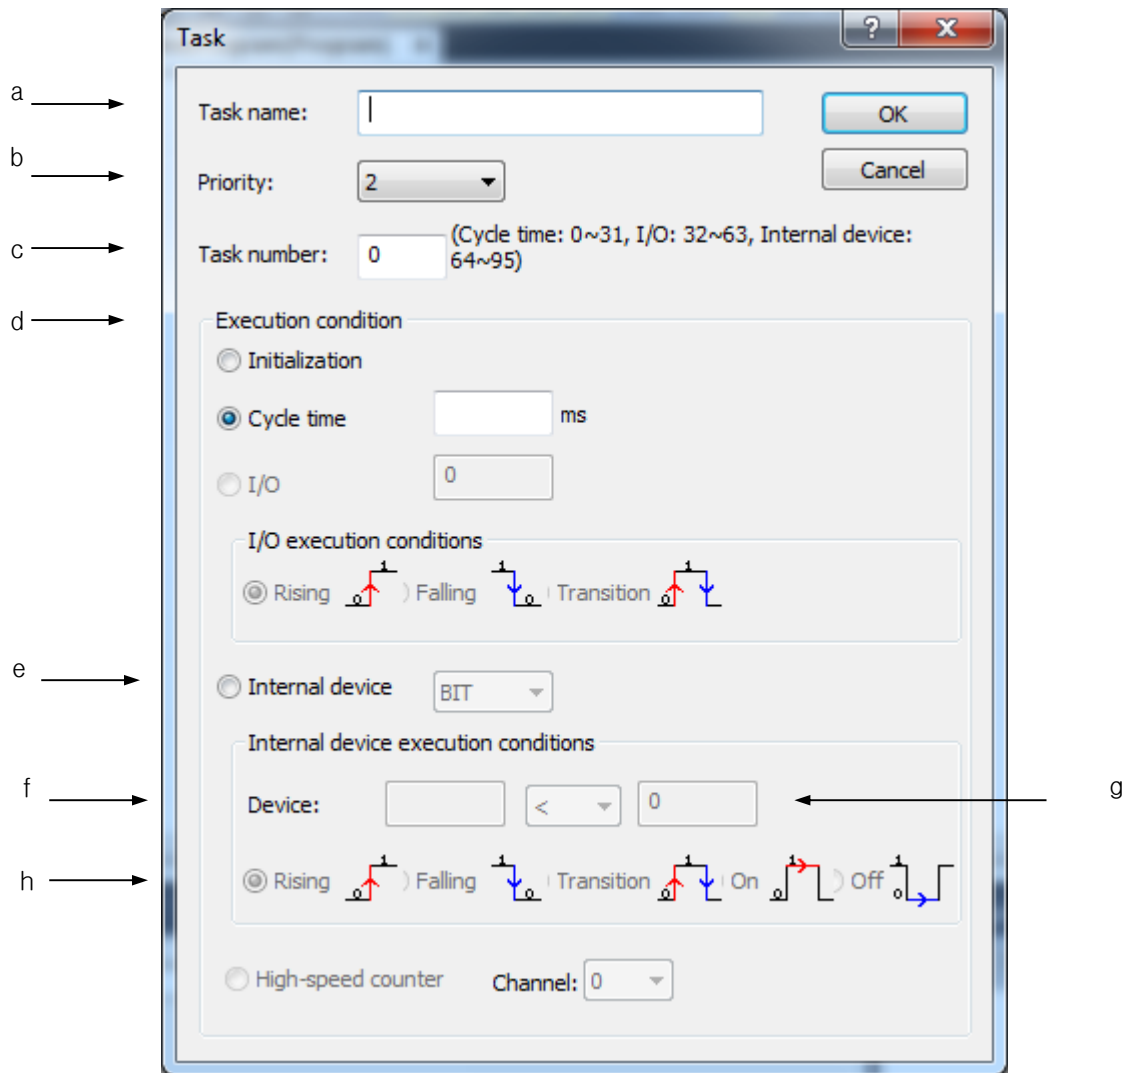 Task
?
X
a
Task name:
OK
b
Priority:
2
Cancel
c
Task number:
0
(Cycle time: 0~31, I/O: 32~63, Internal device:
64~95)
d
Execution condition
Initialization
Cycle time
ms
I/O
0
I/O execution conditions
Rising 0 1 Falling 1 0 Transition 0 1
e
Internal device
BIT
Internal device execution conditions
f
Device:
<
0
g
h
Rising 0 1 Falling 1 0 Transition 0 1 On 1 Off 1 0
High-speed counter
Channel: 0